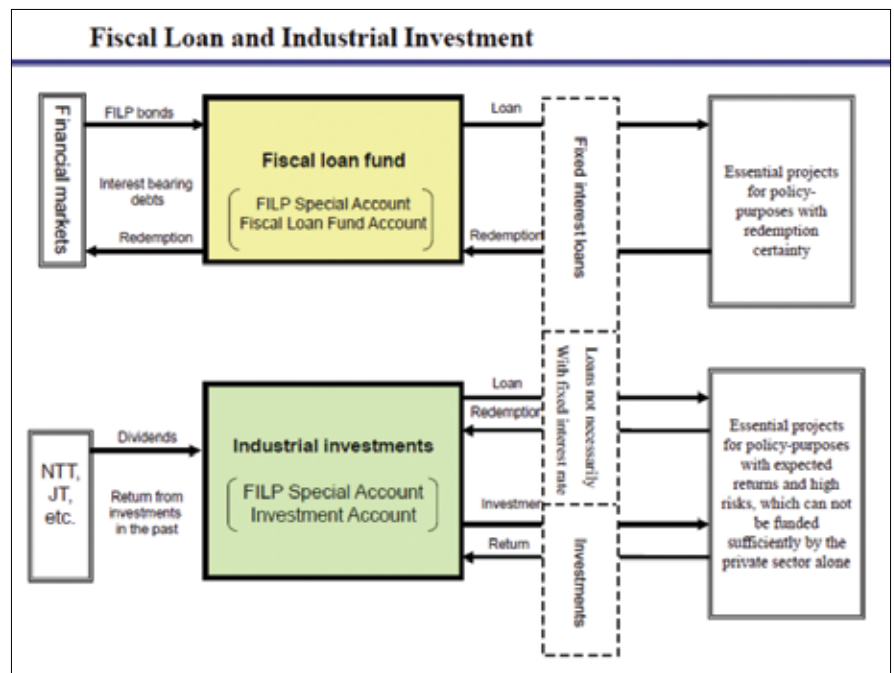 Fiscal Loan and Industrial Investment
Financial markets
FILP bonds
Interest bearing
debts
Redemption
Fiscal loan fund
FILP Special Account
Fiscal Loan Fund Account
Loan
Redemption
Fixed interest loans
Essential projects
for policy-
purposes with
redemption
certainty
NTT,
JT,
etc.
Dividends
Return from
investments
in the past
Industrial investments
FILP Special Account
Investment Account
Loan
Redemption
Investmen
Return
Loans not necessarily
With fixed interest rate
Investments
Essential projects
for policy-purposes
with expected
returns and high
risks, which can not
be funded
sufficiently by the
private sector alone